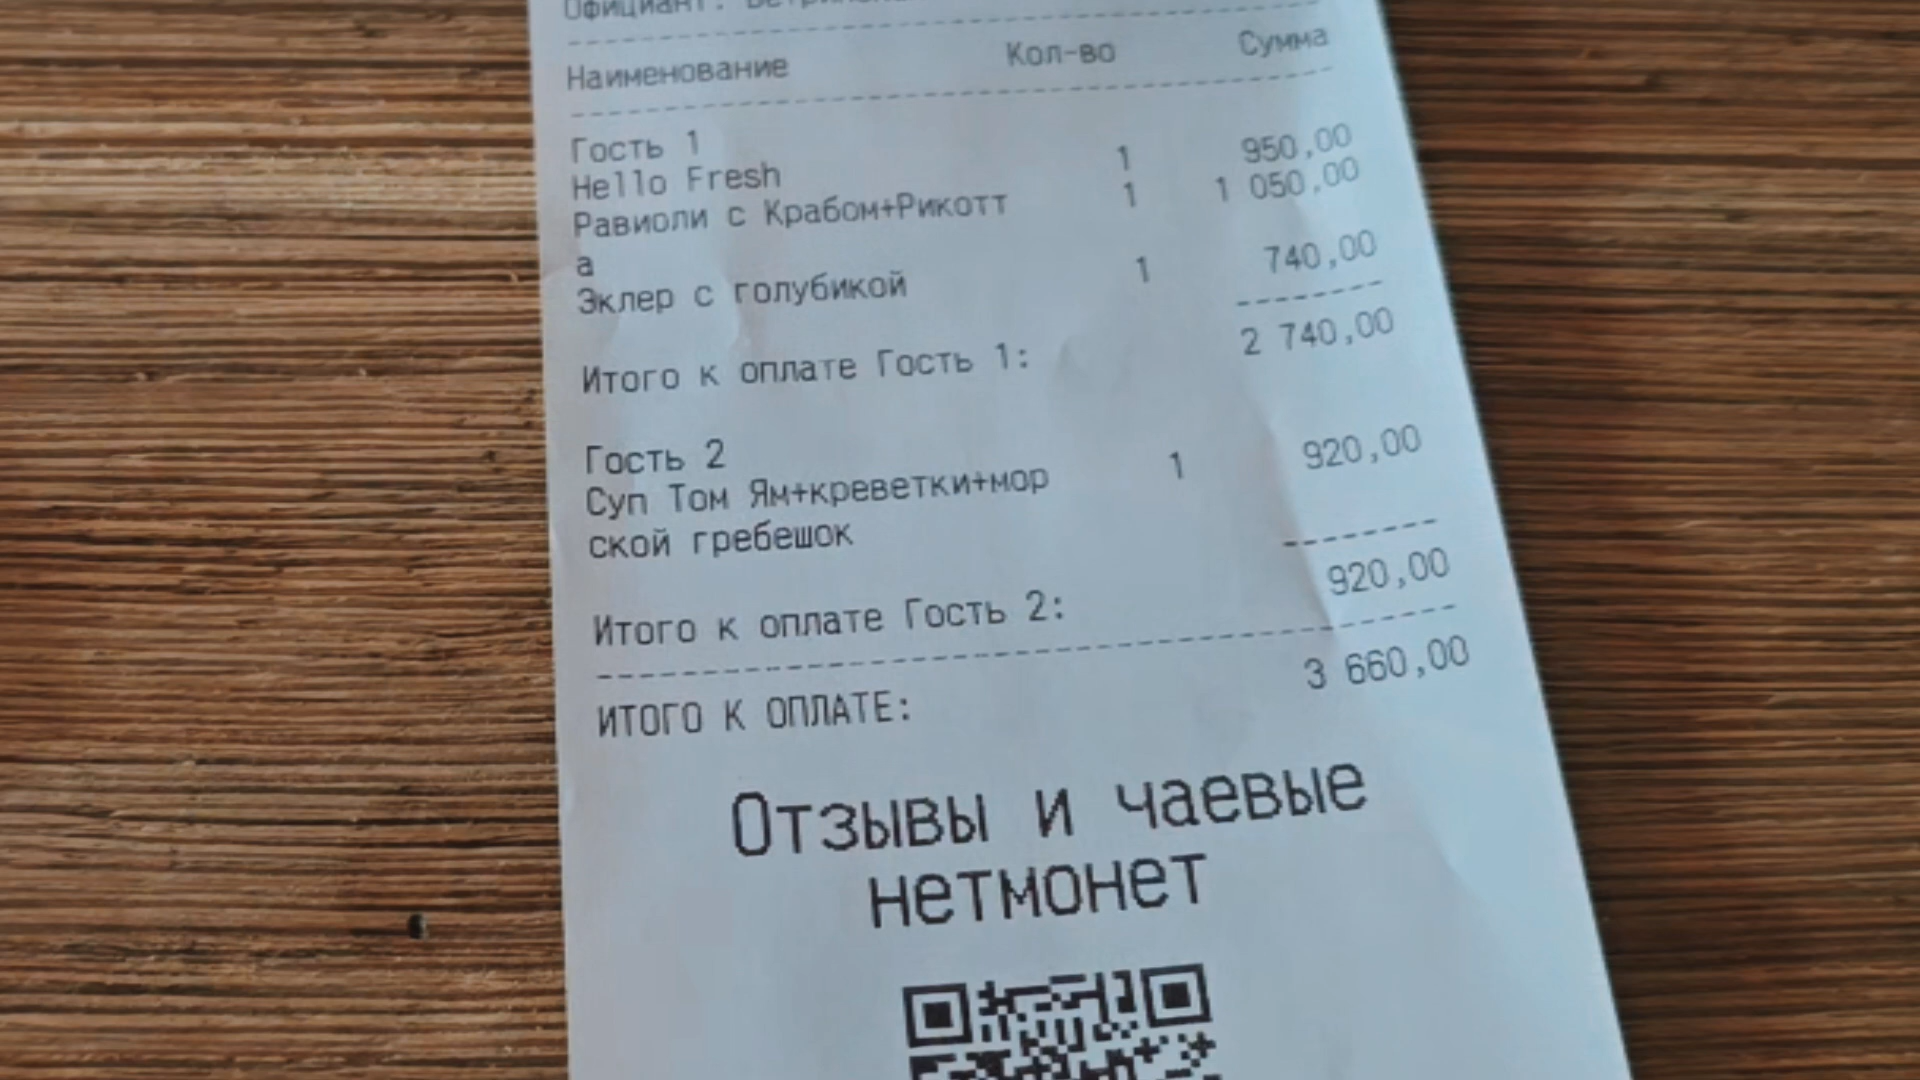 Официант:
Наименование Кол-во Сумма
Гость 1
Hello Fresh 1 950,00
Равиоли с Крабом+Рикотт 1 1 050,00
а
Эклер с голубикой 1 740,00
Итого к оплате Гость 1: 2 740,00
Гость 2
Суп Том Ям+креветки+мор 1 920,00
ской гребешок
Итого к оплате Гость 2: 920,00
ИТОГО К ОПЛАТЕ: 3 660,00
Отзывы и чаевые
нетмонет